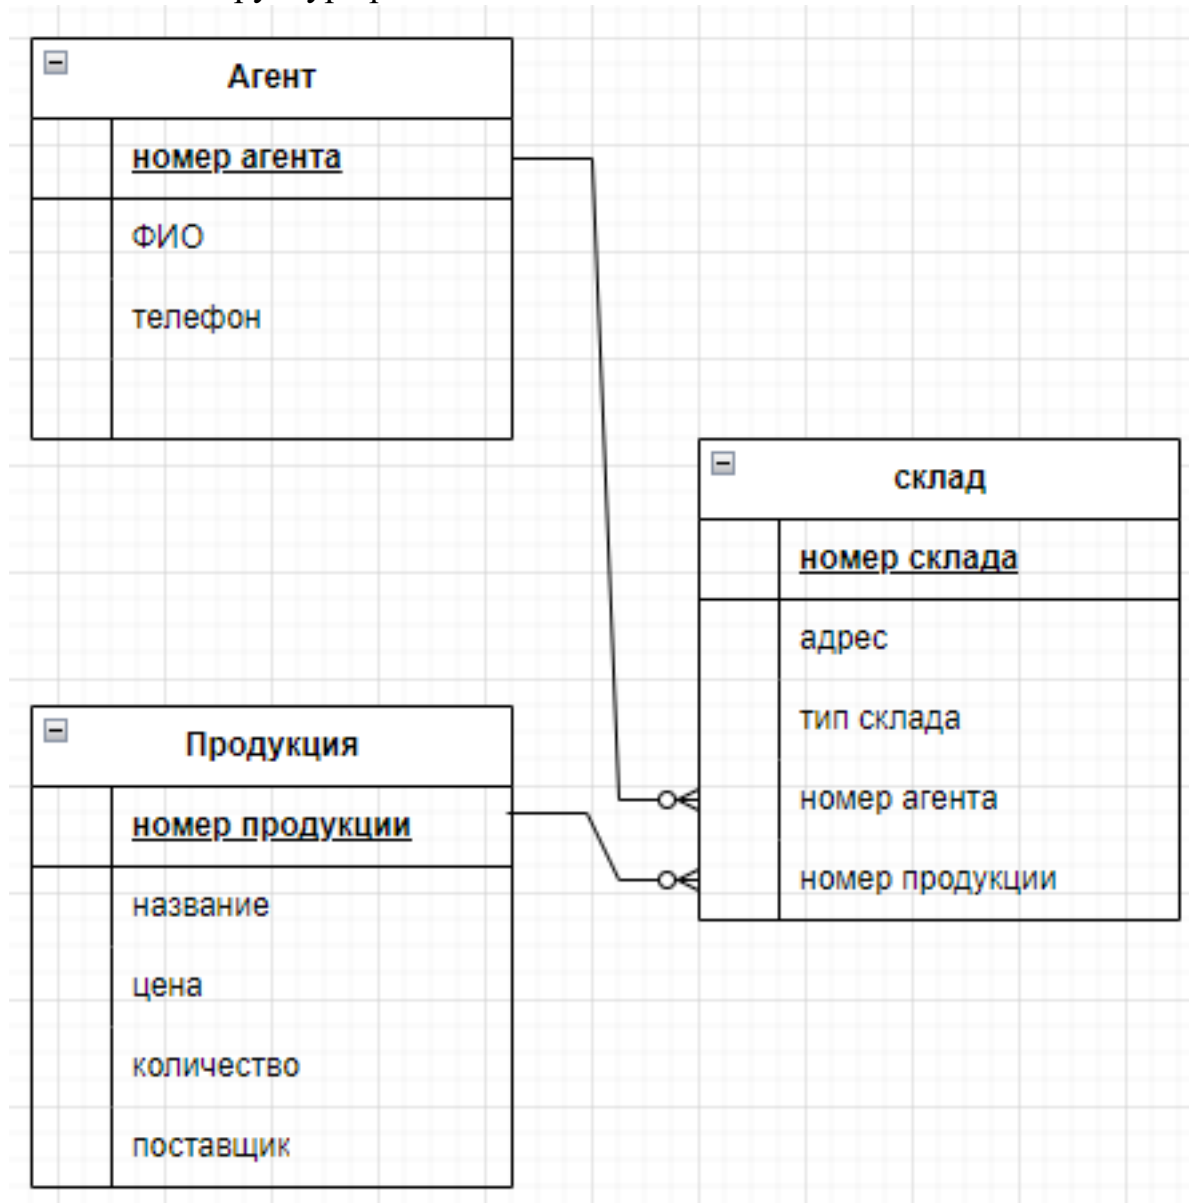 Агент
номер агента
ФИО
телефон
склад
номер склада
адрес
тип склада
номер агента
номер продукции
Продукция
номер продукции
название
цена
количество
поставщик